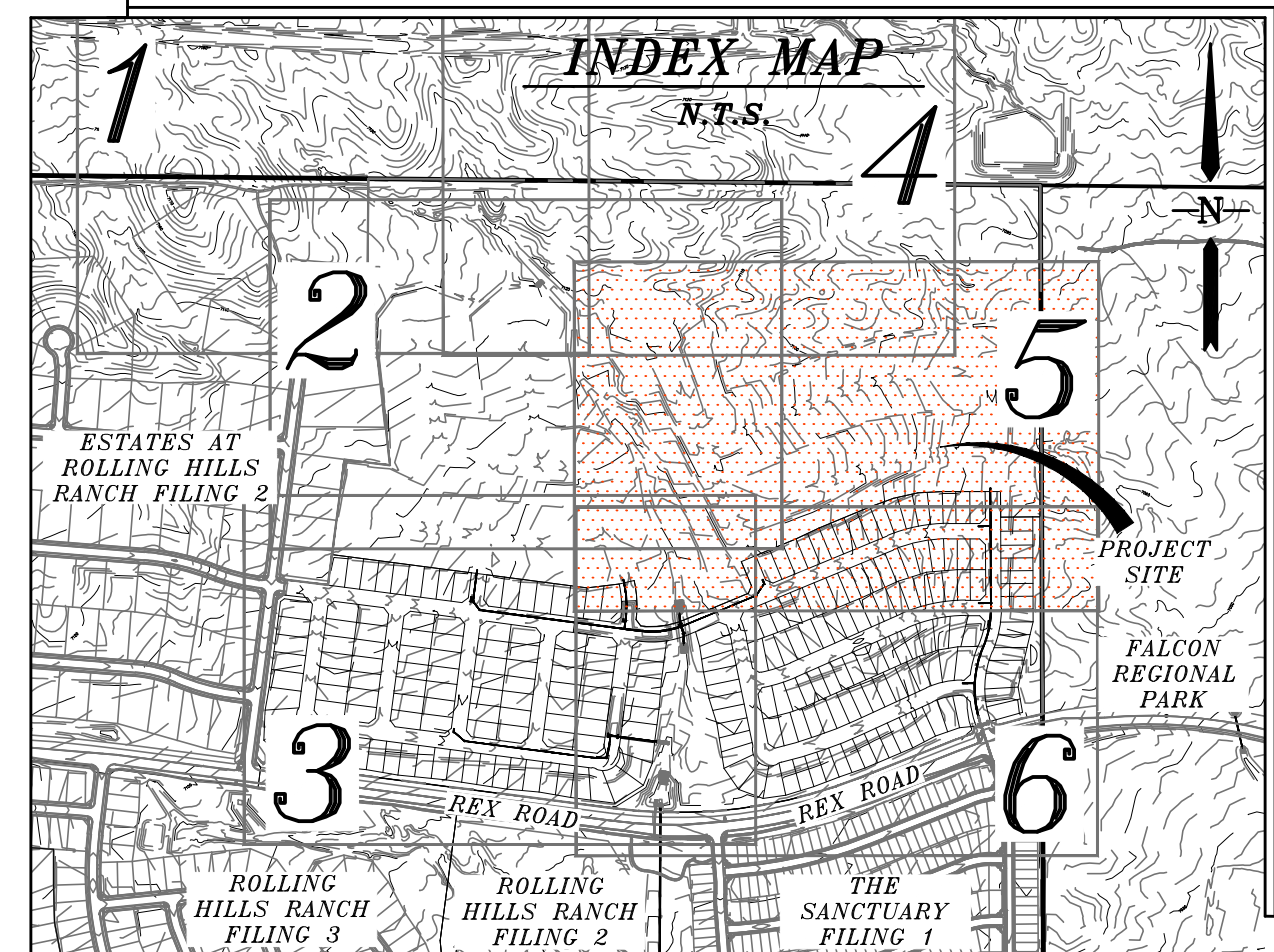 INDEX MAP
N.T.S.
1
4
N
2
5
ESTATES AT
ROLLING HILLS
RANCH FILING 2
PROJECT
SITE
FALCON
REGIONAL
PARK
3
6
REX ROAD
REX ROAD
ROLLING
HILLS RANCH
FILING 3
ROLLING
HILLS RANCH
FILING 2
THE
SANCTUARY
FILING 1